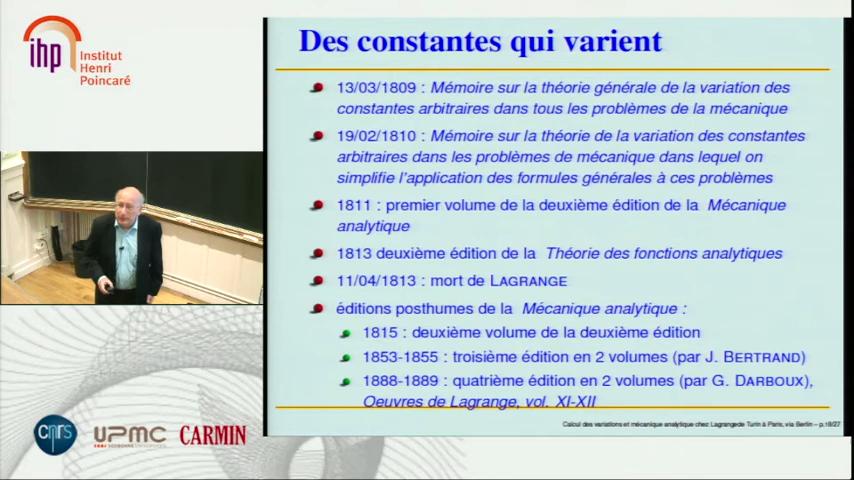 ihp
Institut
Henri
Poincaré
Des constantes qui varient
13/03/1809 : Mémoire sur la théorie générale de la variation des
constantes arbitraires dans tous les problèmes de la mécanique
19/02/1810 : Mémoire sur la théorie de la variation des constantes
arbitraires dans les problèmes de mécanique dans lequel on
simplifie l'application des formules générales à ces problèmes
1811 : premier volume de la deuxième édition de la Mécanique
analytique
1813 deuxième édition de la Théorie des fonctions analytiques
11/04/1813 : mort de LAGRANGE
éditions posthumes de la Mécanique analytique :
1815 : deuxième volume de la deuxième édition
1853-1855 : troisième édition en 2 volumes (par J. BERTRAND)
1888-1889 : quatrième édition en 2 volumes (par G. DARBOUX),
Oeuvres de Lagrange, vol. XI-XII
Calcul des variations et mécanique analytique chez Lagrangede Turin à Paris, via Berlin – p.18/27
cnrs
UPMC
CARMIN